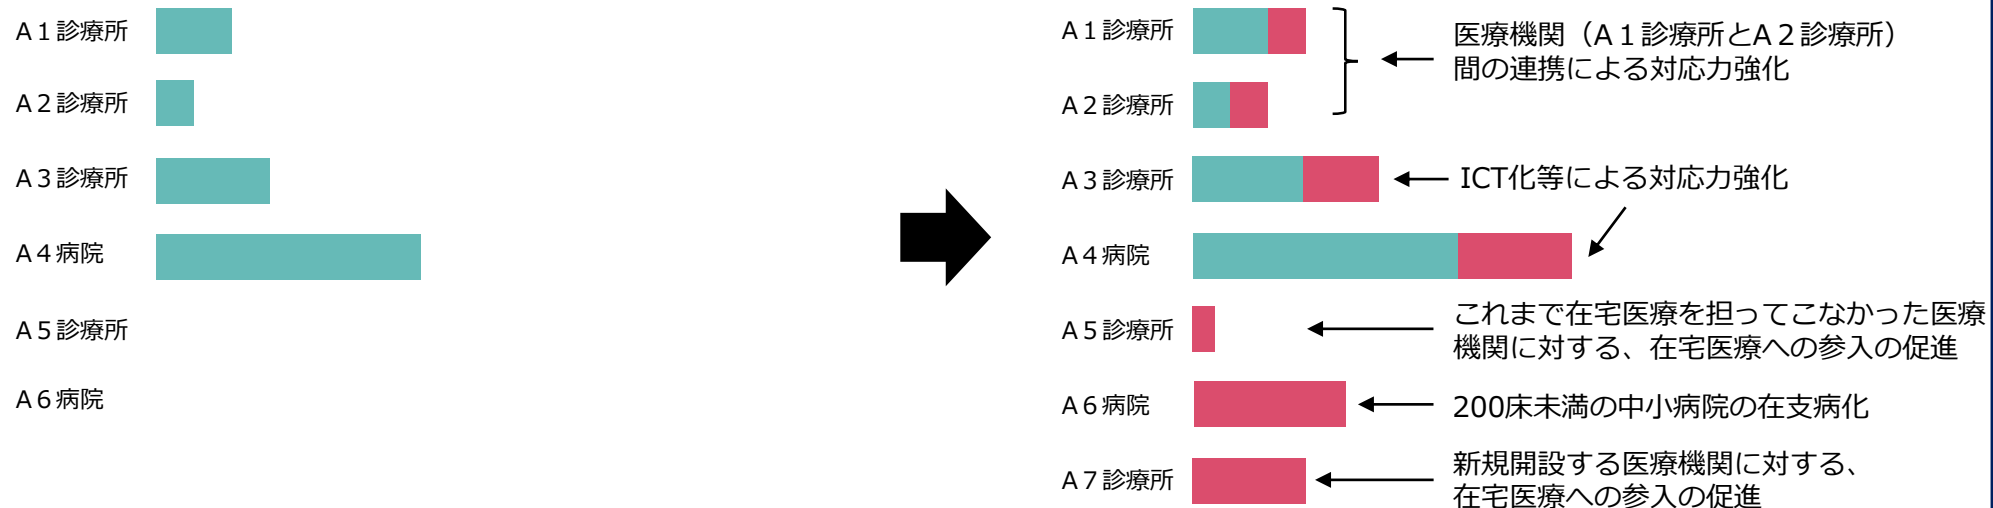 A1診療所
A2診療所
A3診療所
A4病院
A5診療所
A6病院
A1診療所
A2診療所
A3診療所
A4病院
A5診療所
A6病院
A7診療所
医療機関（A1診療所とA2診療所）
間の連携による対応力強化
ICT化等による対応力強化
これまで在宅医療を担ってこなかった医療
機関に対する、在宅医療への参入の促進
200床未満の中小病院の在支病化
新規開設する医療機関に対する、
在宅医療への参入の促進